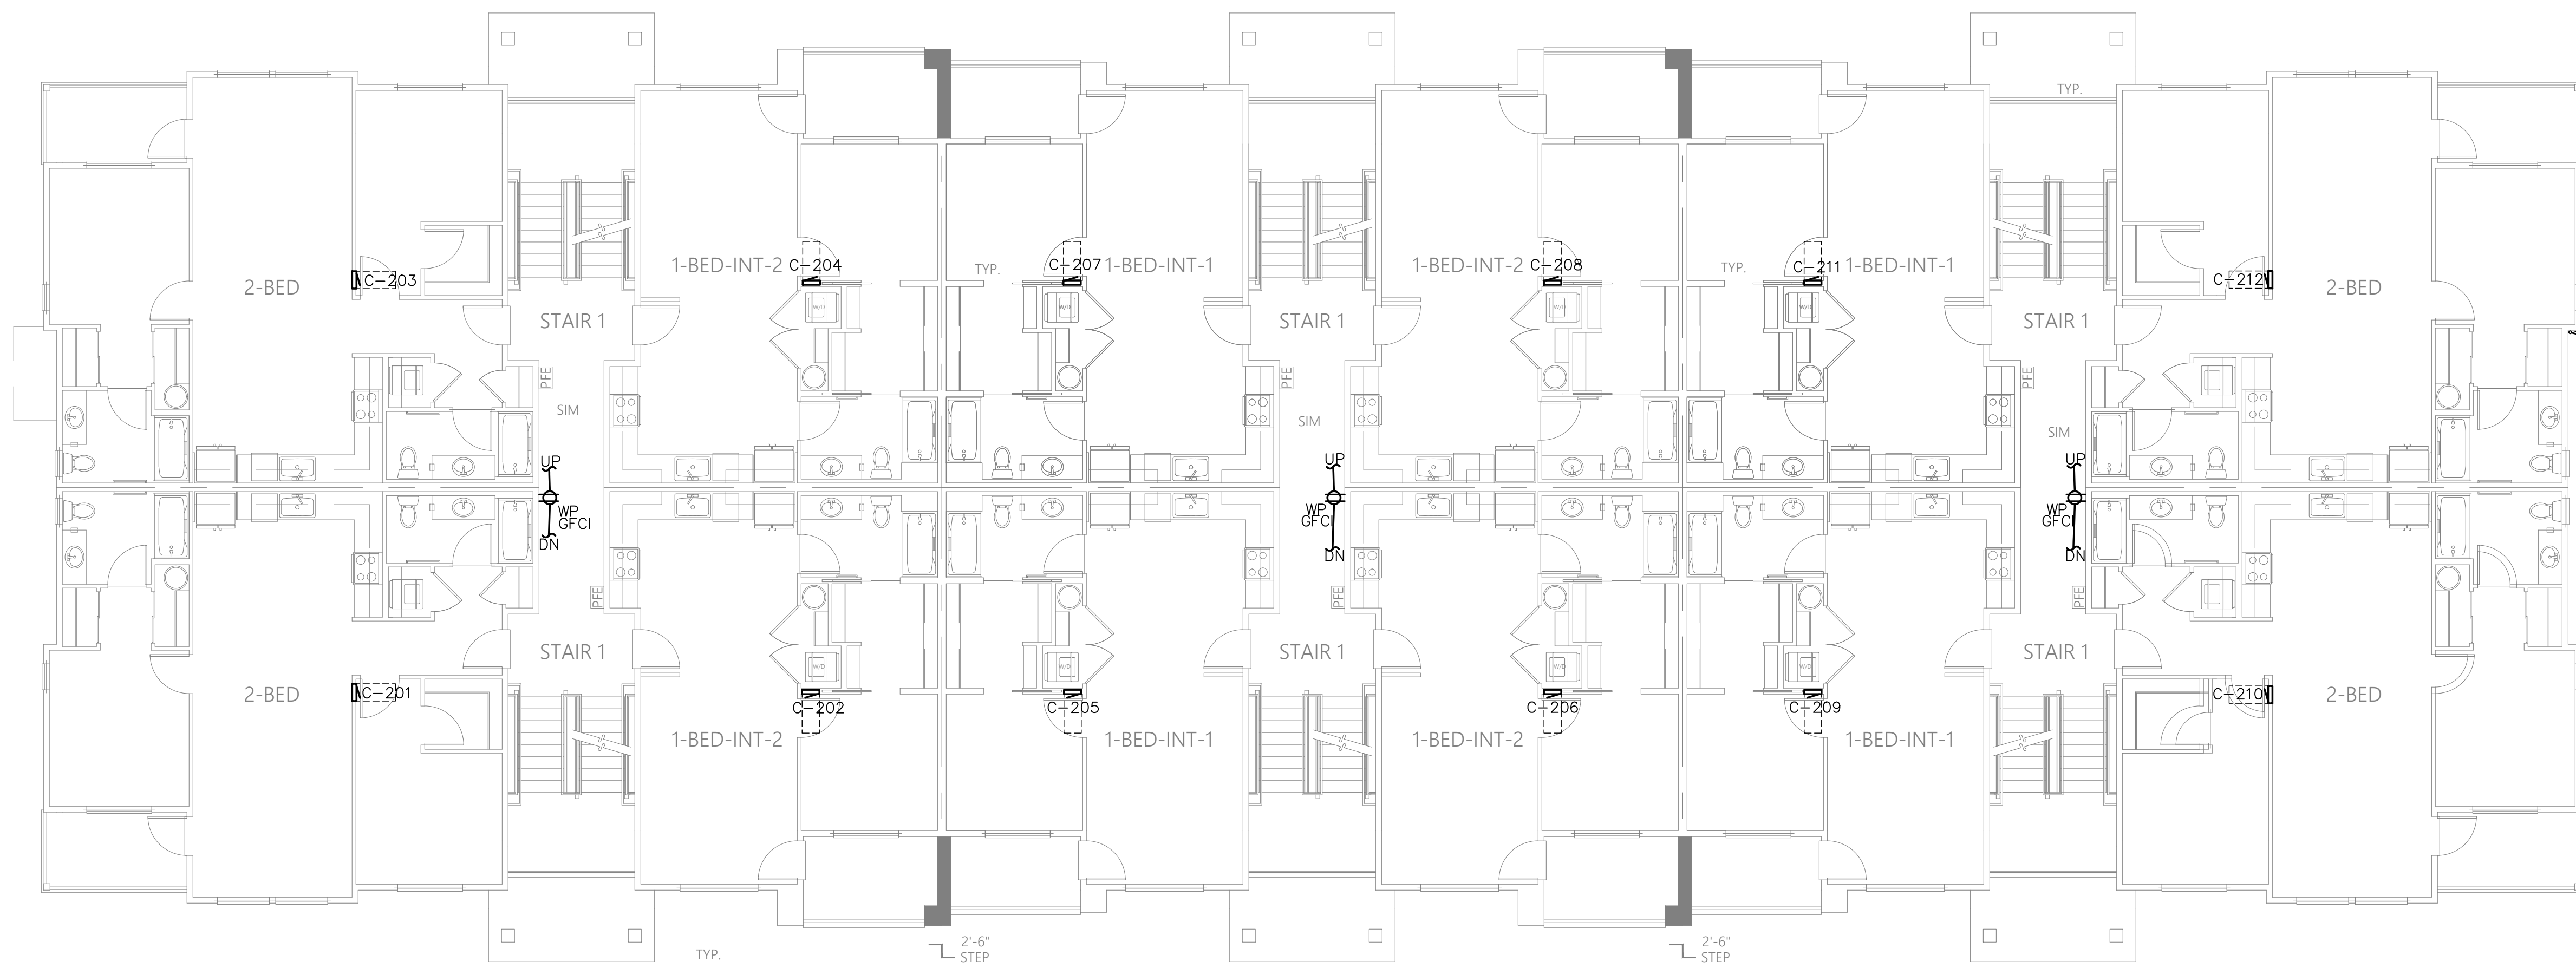 TYP.
1-BED-INT-2
C-204
C-207
1-BED-INT-1
1-BED-INT-2
C-208
C-211
1-BED-INT-1
TYP.
TYP.
2-BED
C-203
C-212
2-BED
W/D
W/D
W/D
W/D
STAIR 1
STAIR 1
STAIR 1
PFE
PFE
PFE
SIM
SIM
SIM
UP
UP
UP
WP
GFCI
WP
GFCI
WP
GFCI
DN
DN
DN
PFE
PFE
PFE
STAIR 1
STAIR 1
STAIR 1
W/D
W/D
W/D
W/D
2-BED
C-201
C-210
2-BED
C-202
C-205
C-206
C-209
1-BED-INT-2
1-BED-INT-1
1-BED-INT-2
1-BED-INT-1
TYP.
2'-6"
STEP
2'-6"
STEP